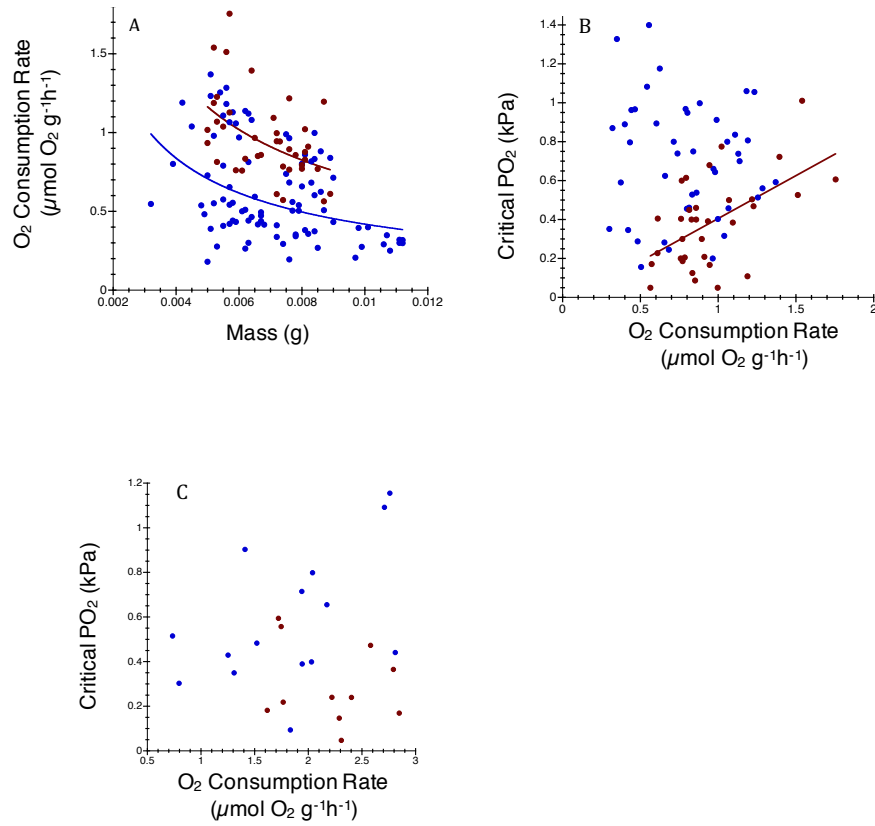 A
O₂ Consumption Rate
(µmol O₂ g⁻¹h⁻¹)
1.5
1
0.5
0
0.002
0.004
0.006
0.008
0.01
0.012
Mass (g)
B
Critical PO₂ (kPa)
1.4
1.2
1
0.8
0.6
0.4
0.2
0
0.5
1
1.5
2
O₂ Consumption Rate
(µmol O₂ g⁻¹h⁻¹)
C
Critical PO₂ (kPa)
1.2
1
0.8
0.6
0.4
0.2
0
0.5
1
1.5
2
2.5
3
O₂ Consumption Rate
(µmol O₂ g⁻¹h⁻¹)